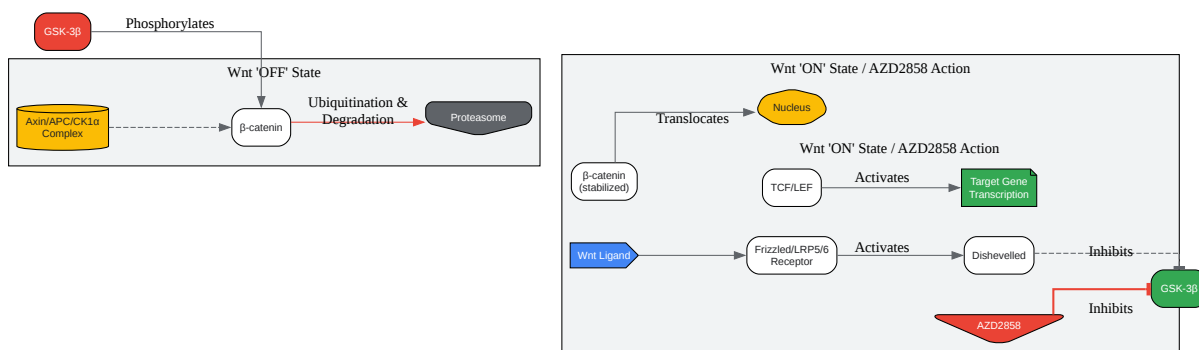 GSK-3β
Phosphorylates
Wnt 'OFF' State
Axin/APC/CK1α
Complex
β-catenin
Ubiquitination &
Degradation
Proteasome
Wnt 'ON' State / AZD2858 Action
Nucleus
Translocates
Wnt 'ON' State / AZD2858 Action
β-catenin
(stabilized)
TCF/LEF
Activates
Target Gene
Transcription
Wnt Ligand
Frizzled/LRP5/6
Receptor
Activates
Dishevelled
Inhibits
GSK-3β
Inhibits
AZD2858